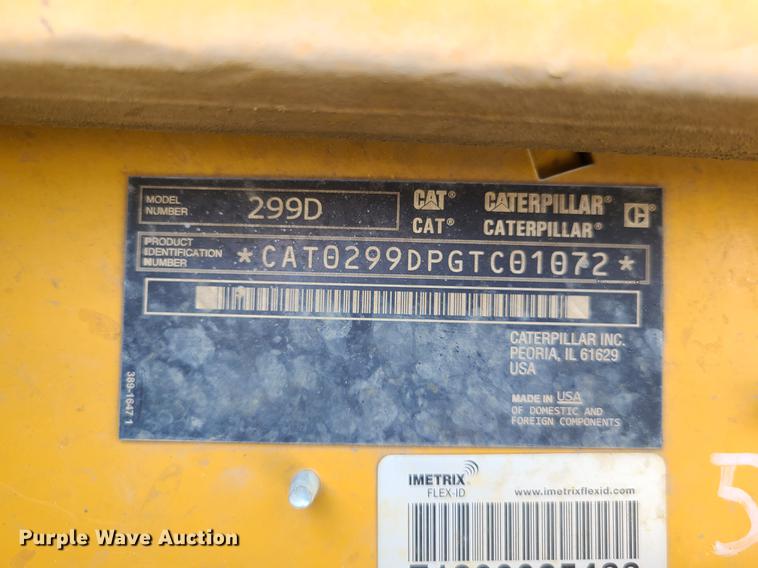 MODEL NUMBER 299D
CAT® CATERPILLAR®
CAT® CATERPILLAR®
PRODUCT IDENTIFICATION NUMBER *CAT0299DPGTC01072*
CATERPILLAR INC.
PEORIA, IL 61629
USA
MADE IN USA
OF DOMESTIC AND
FOREIGN COMPONENTS
389-1647 1
IMETRIX
FLEX-ID www.imetrixflexid.com
5
Purple Wave Auction